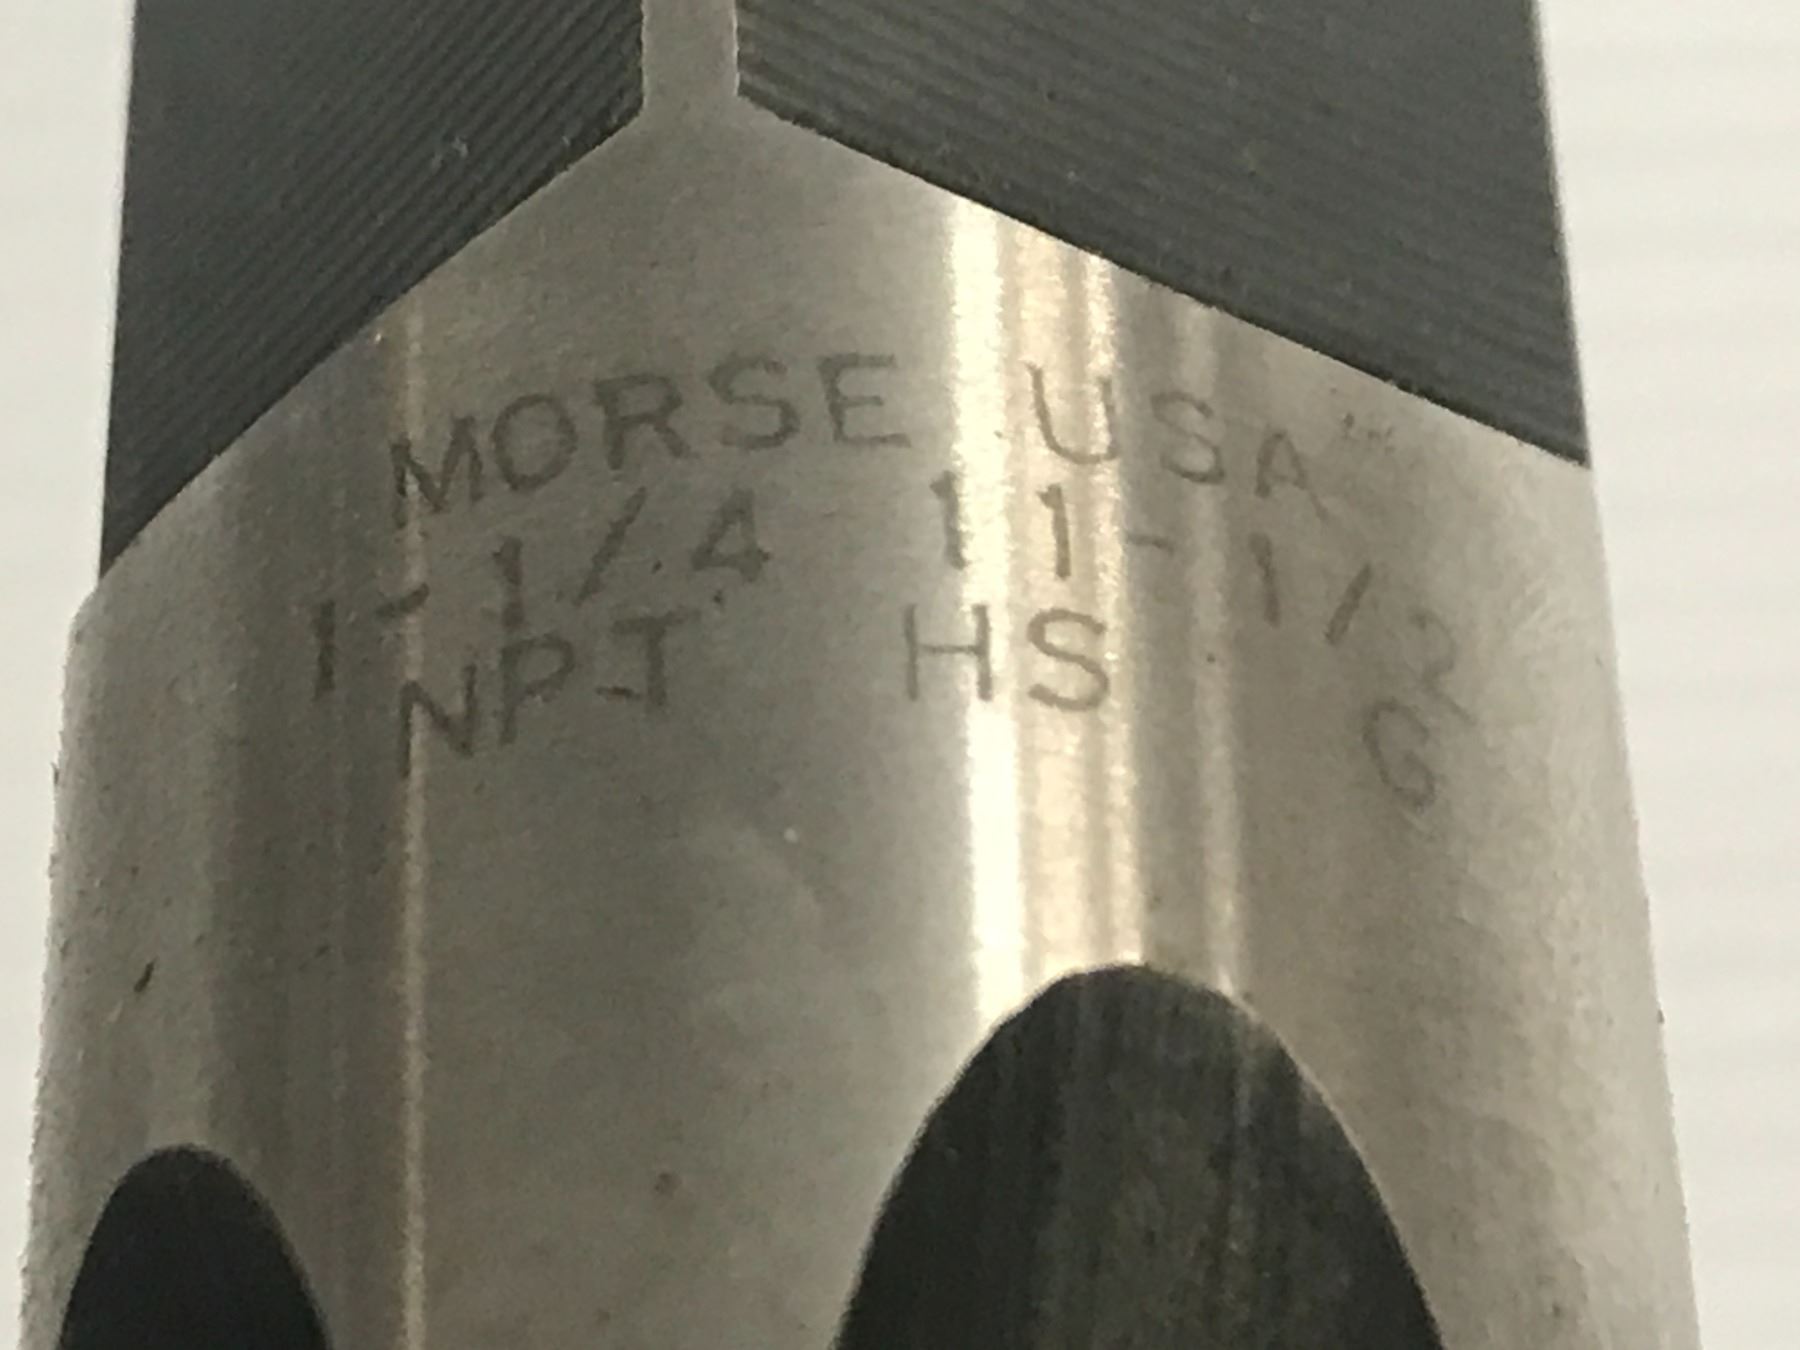 MORSE USA
1-1/4 11-1/2
NPT HS G